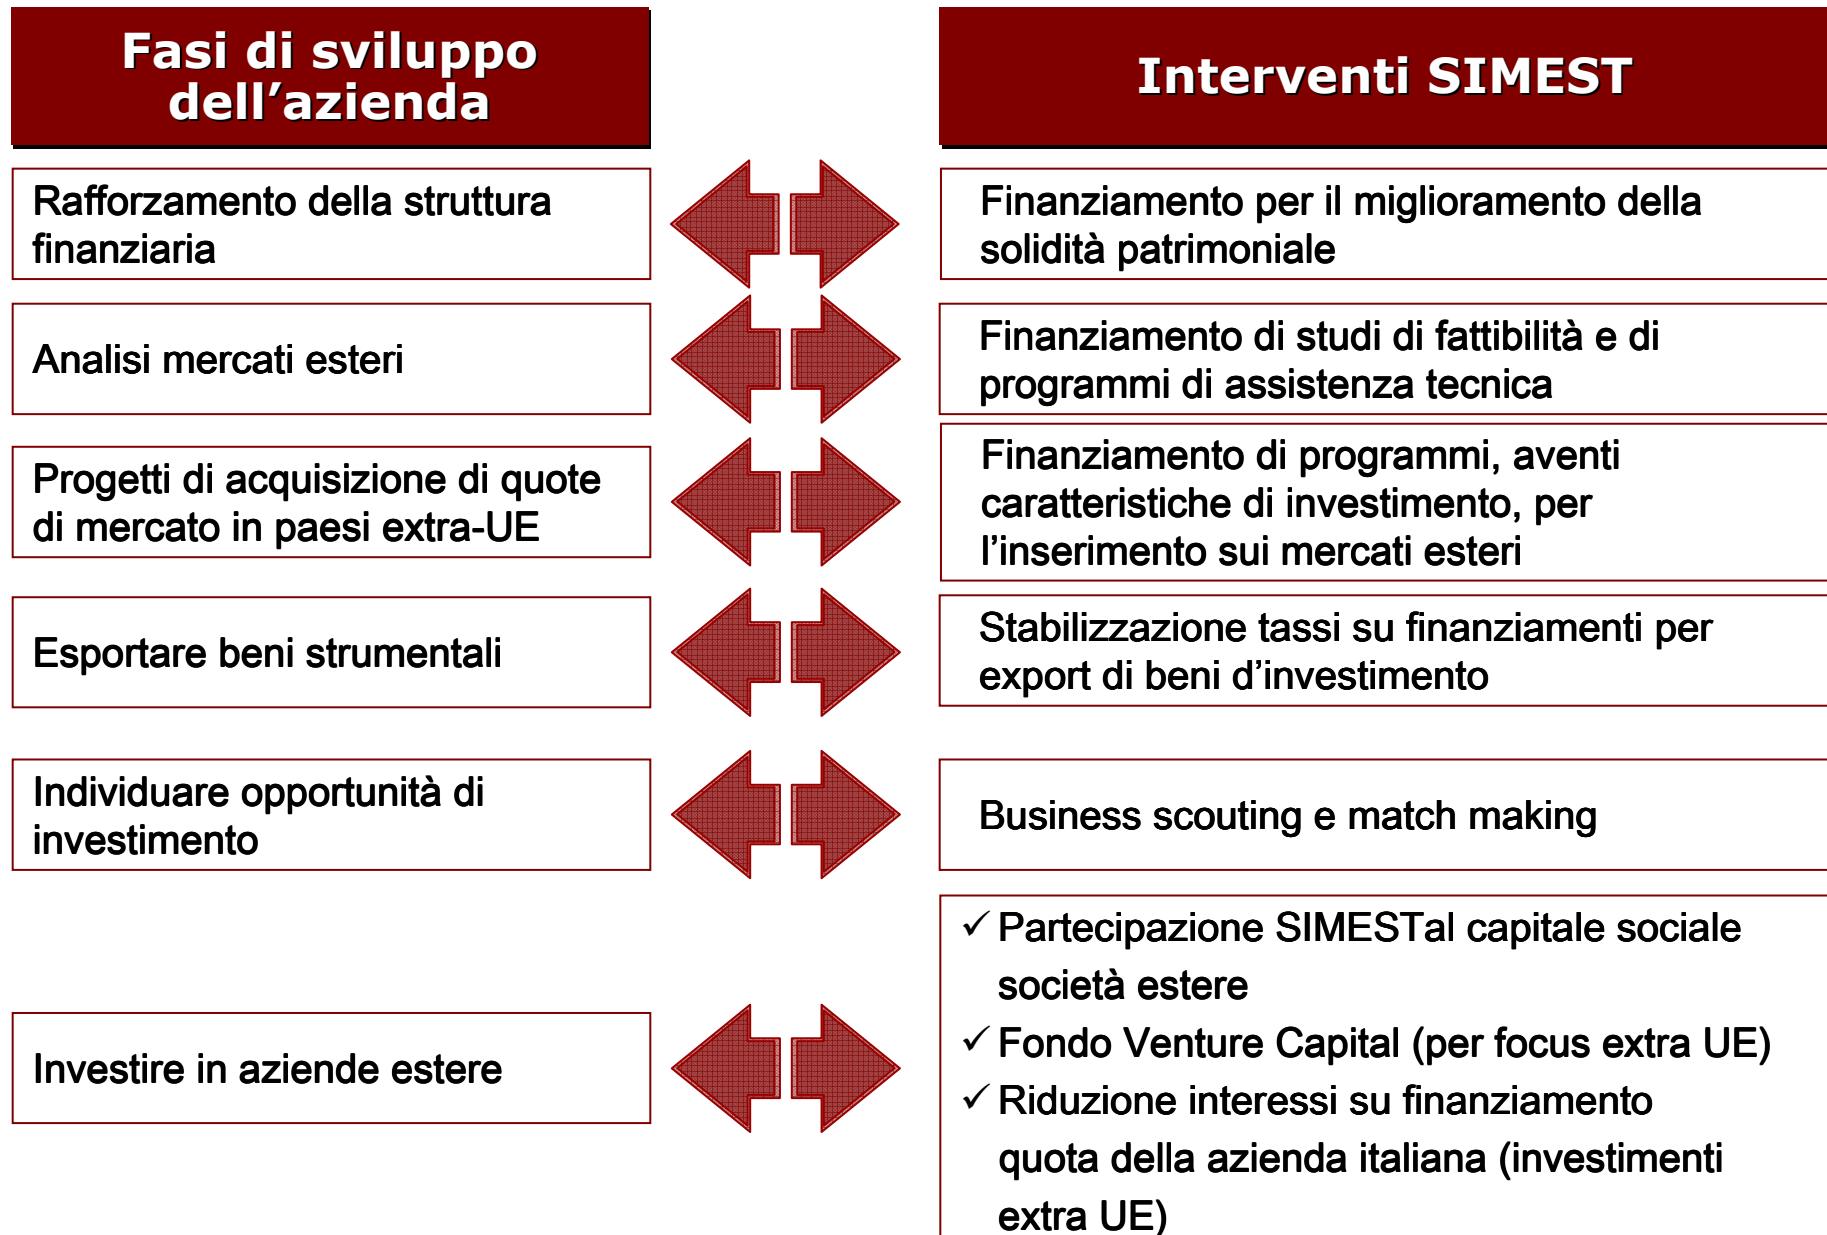 Fasi di sviluppo
dell’azienda
Interventi SIMEST
Rafforzamento della struttura
finanziaria
Finanziamento per il miglioramento della
solidità patrimoniale
Analisi mercati esteri
Finanziamento di studi di fattibilità e di
programmi di assistenza tecnica
Progetti di acquisizione di quote
di mercato in paesi extra-UE
Finanziamento di programmi, aventi
caratteristiche di investimento, per
l’inserimento sui mercati esteri
Esportare beni strumentali
Stabilizzazione tassi su finanziamenti per
export di beni d’investimento
Individuare opportunità di
investimento
Business scouting e match making
Investire in aziende estere
✓ Partecipazione SIMESTal capitale sociale
società estere
✓ Fondo Venture Capital (per focus extra UE)
✓ Riduzione interessi su finanziamento
quota della azienda italiana (investimenti
extra UE)